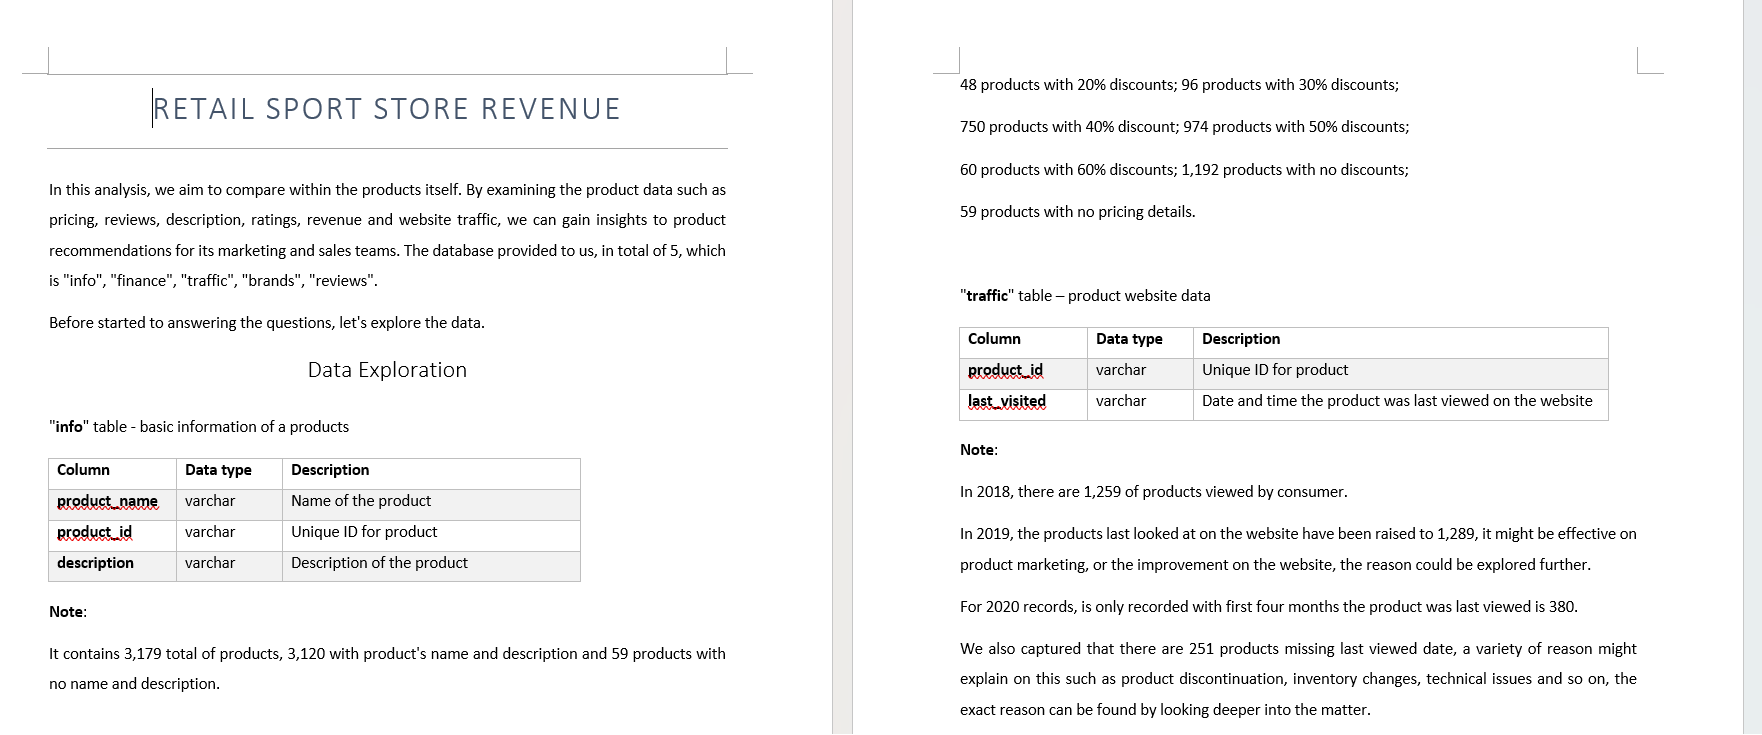 RETAIL SPORT STORE REVENUE
In this analysis, we aim to compare within the products itself. By examining the product data such as
pricing, reviews, description, ratings, revenue and website traffic, we can gain insights to product
recommendations for its marketing and sales teams. The database provided to us, in total of 5, which
is "info", "finance", "traffic", "brands", "reviews".
Before started to answering the questions, let's explore the data.
Data Exploration
"info" table - basic information of a products
Column Data type Description
product_name varchar Name of the product
product_id varchar Unique ID for product
description varchar Description of the product
Note:
It contains 3,179 total of products, 3,120 with product's name and description and 59 products with
no name and description.
48 products with 20% discounts; 96 products with 30% discounts;
750 products with 40% discount; 974 products with 50% discounts;
60 products with 60% discounts; 1,192 products with no discounts;
59 products with no pricing details.
"traffic" table – product website data
Column Data type Description
product_id varchar Unique ID for product
last_visited varchar Date and time the product was last viewed on the website
Note:
In 2018, there are 1,259 of products viewed by consumer.
In 2019, the products last looked at on the website have been raised to 1,289, it might be effective on
product marketing, or the improvement on the website, the reason could be explored further.
For 2020 records, is only recorded with first four months the product was last viewed is 380.
We also captured that there are 251 products missing last viewed date, a variety of reason might
explain on this such as product discontinuation, inventory changes, technical issues and so on, the
exact reason can be found by looking deeper into the matter.